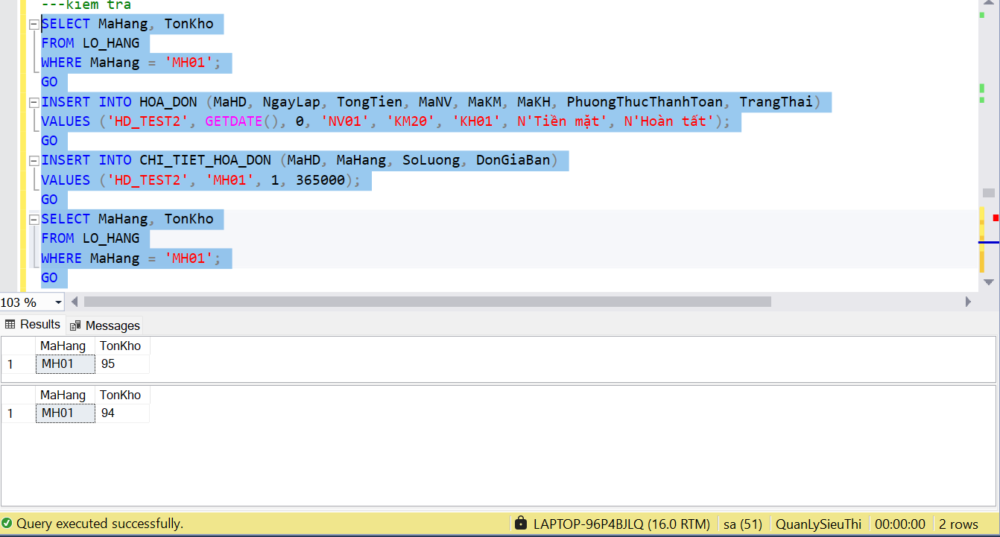 ---kiem tra
SELECT MaHang, TonKho
FROM LO_HANG
WHERE MaHang = 'MH01';
GO
INSERT INTO HOA_DON (MaHD, NgayLap, TongTien, MaNV, MaKM, MaKH, PhuongThucThanhToan, TrangThai)
VALUES ('HD_TEST2', GETDATE(), 0, 'NV01', 'KM20', 'KH01', N'Tiền mặt', N'Hoàn tất');
GO
INSERT INTO CHI_TIET_HOA_DON (MaHD, MaHang, SoLuong, DonGiaBan)
VALUES ('HD_TEST2', 'MH01', 1, 365000);
GO
SELECT MaHang, TonKho
FROM LO_HANG
WHERE MaHang = 'MH01';
GO
103 %
Results Messages
MaHang TonKho
1 MH01 95
MaHang TonKho
1 MH01 94
Query executed successfully. LAPTOP-96P4BJLQ (16.0 RTM) sa (51) QuanLySieuThi 00:00:00 2 rows